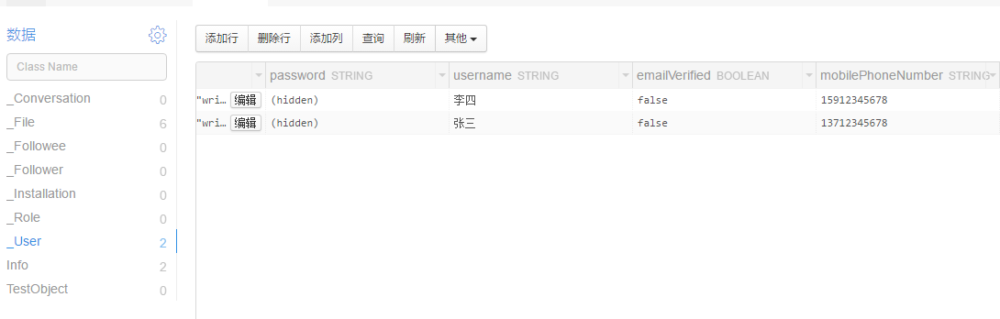 数据
Class Name
_Conversation 0
_File 6
_Followee 0
_Follower 0
_Installation 0
_Role 0
_User 2
Info 2
TestObject 0
添加行 删除行 添加列 查询 刷新 其他
password STRING username STRING emailVerified BOOLEAN mobilePhoneNumber STRING
"wri… 编辑 (hidden) 李四 false 15912345678
"wri… 编辑 (hidden) 张三 false 13712345678